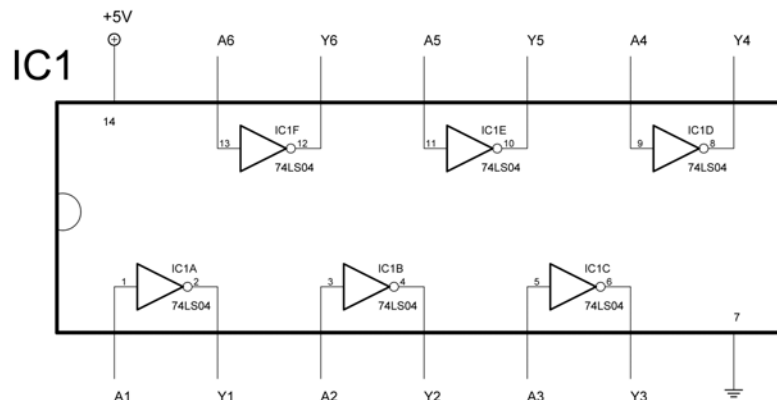 +5V
A6 Y6 A5 Y5 A4 Y4
IC1
14
IC1F IC1E IC1D
13 12 11 10 9 8
74LS04 74LS04 74LS04
IC1A IC1B IC1C
1 2 3 4 5 6
74LS04 74LS04 74LS04
7
A1 Y1 A2 Y2 A3 Y3